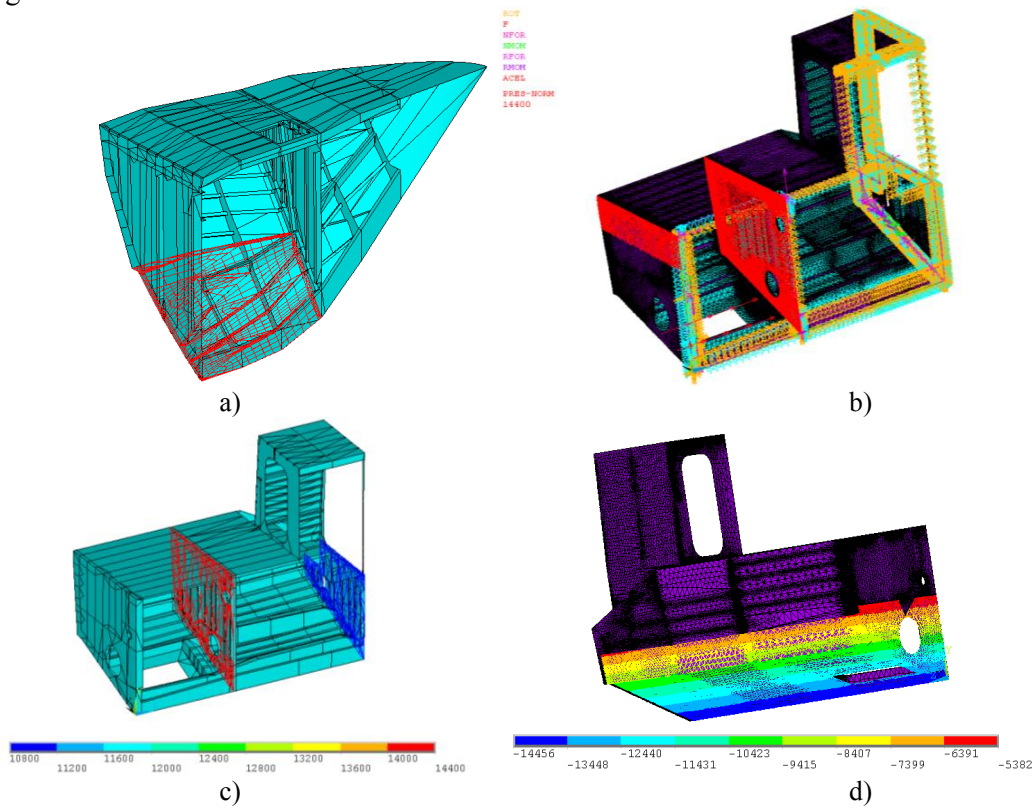 ROT
F
NFOR
NMOM
RFOR
RMOM
ACEL
PRES-NORM
14400
a)
b)
10800 11600 12400 13200 14000
11200 12000 12800 13600 14400
c)
-14456 -12440 -10423 -8407 -6391
-13448 -11431 -9415 -7399 -5382
d)